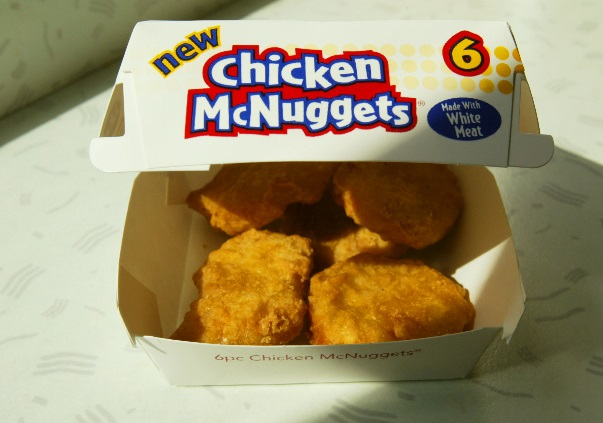 new
Chicken
McNuggets®
6
Made With
White
Meat
6pc Chicken McNuggets®